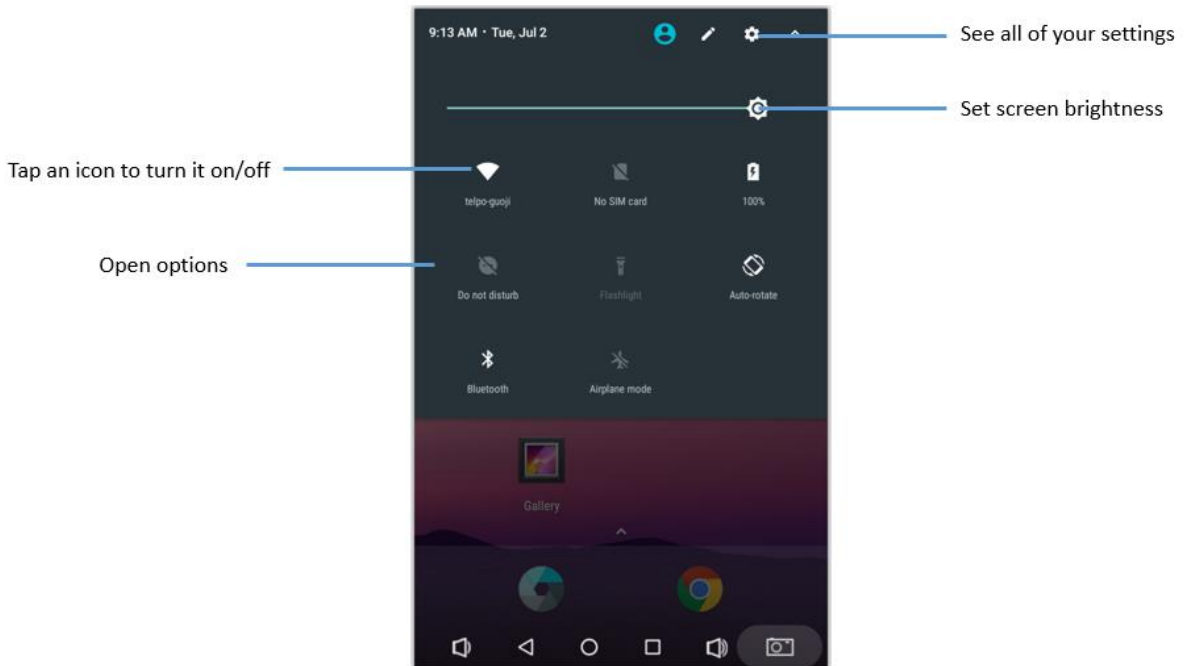 9:13 AM • Tue, Jul 2
See all of your settings
Set screen brightness
Tap an icon to turn it on/off
telpo-guoji
No SIM card
100%
Open options
Do not disturb
Flashlight
Auto-rotate
Bluetooth
Airplane mode
Gallery